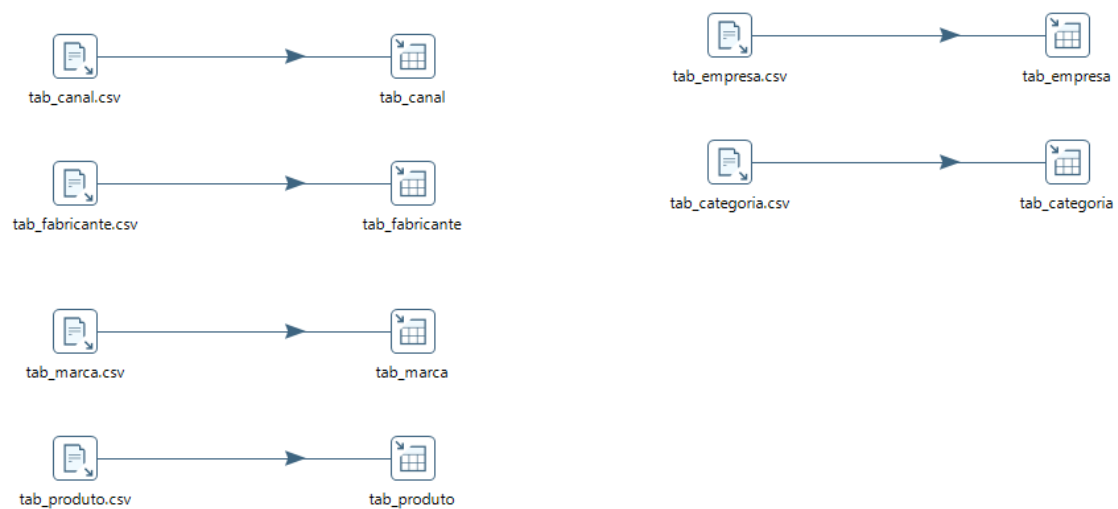 tab_canal.csv
tab_canal
tab_fabricante.csv
tab_fabricante
tab_marca.csv
tab_marca
tab_produto.csv
tab_produto
tab_empresa.csv
tab_empresa
tab_categoria.csv
tab_categoria